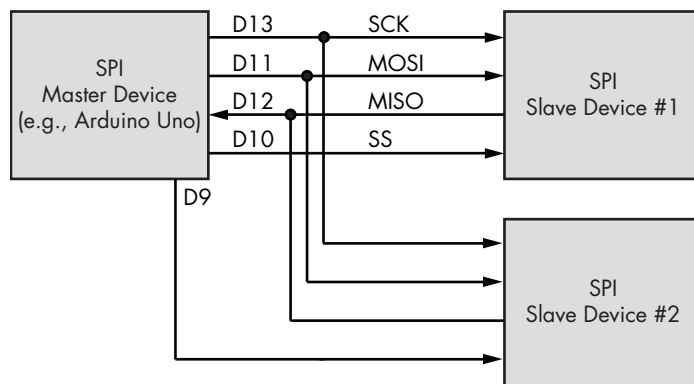 SPI
Master Device
(e.g., Arduino Uno)
D13 SCK
D11 MOSI
D12 MISO
D10 SS
D9
SPI
Slave Device #1
SPI
Slave Device #2